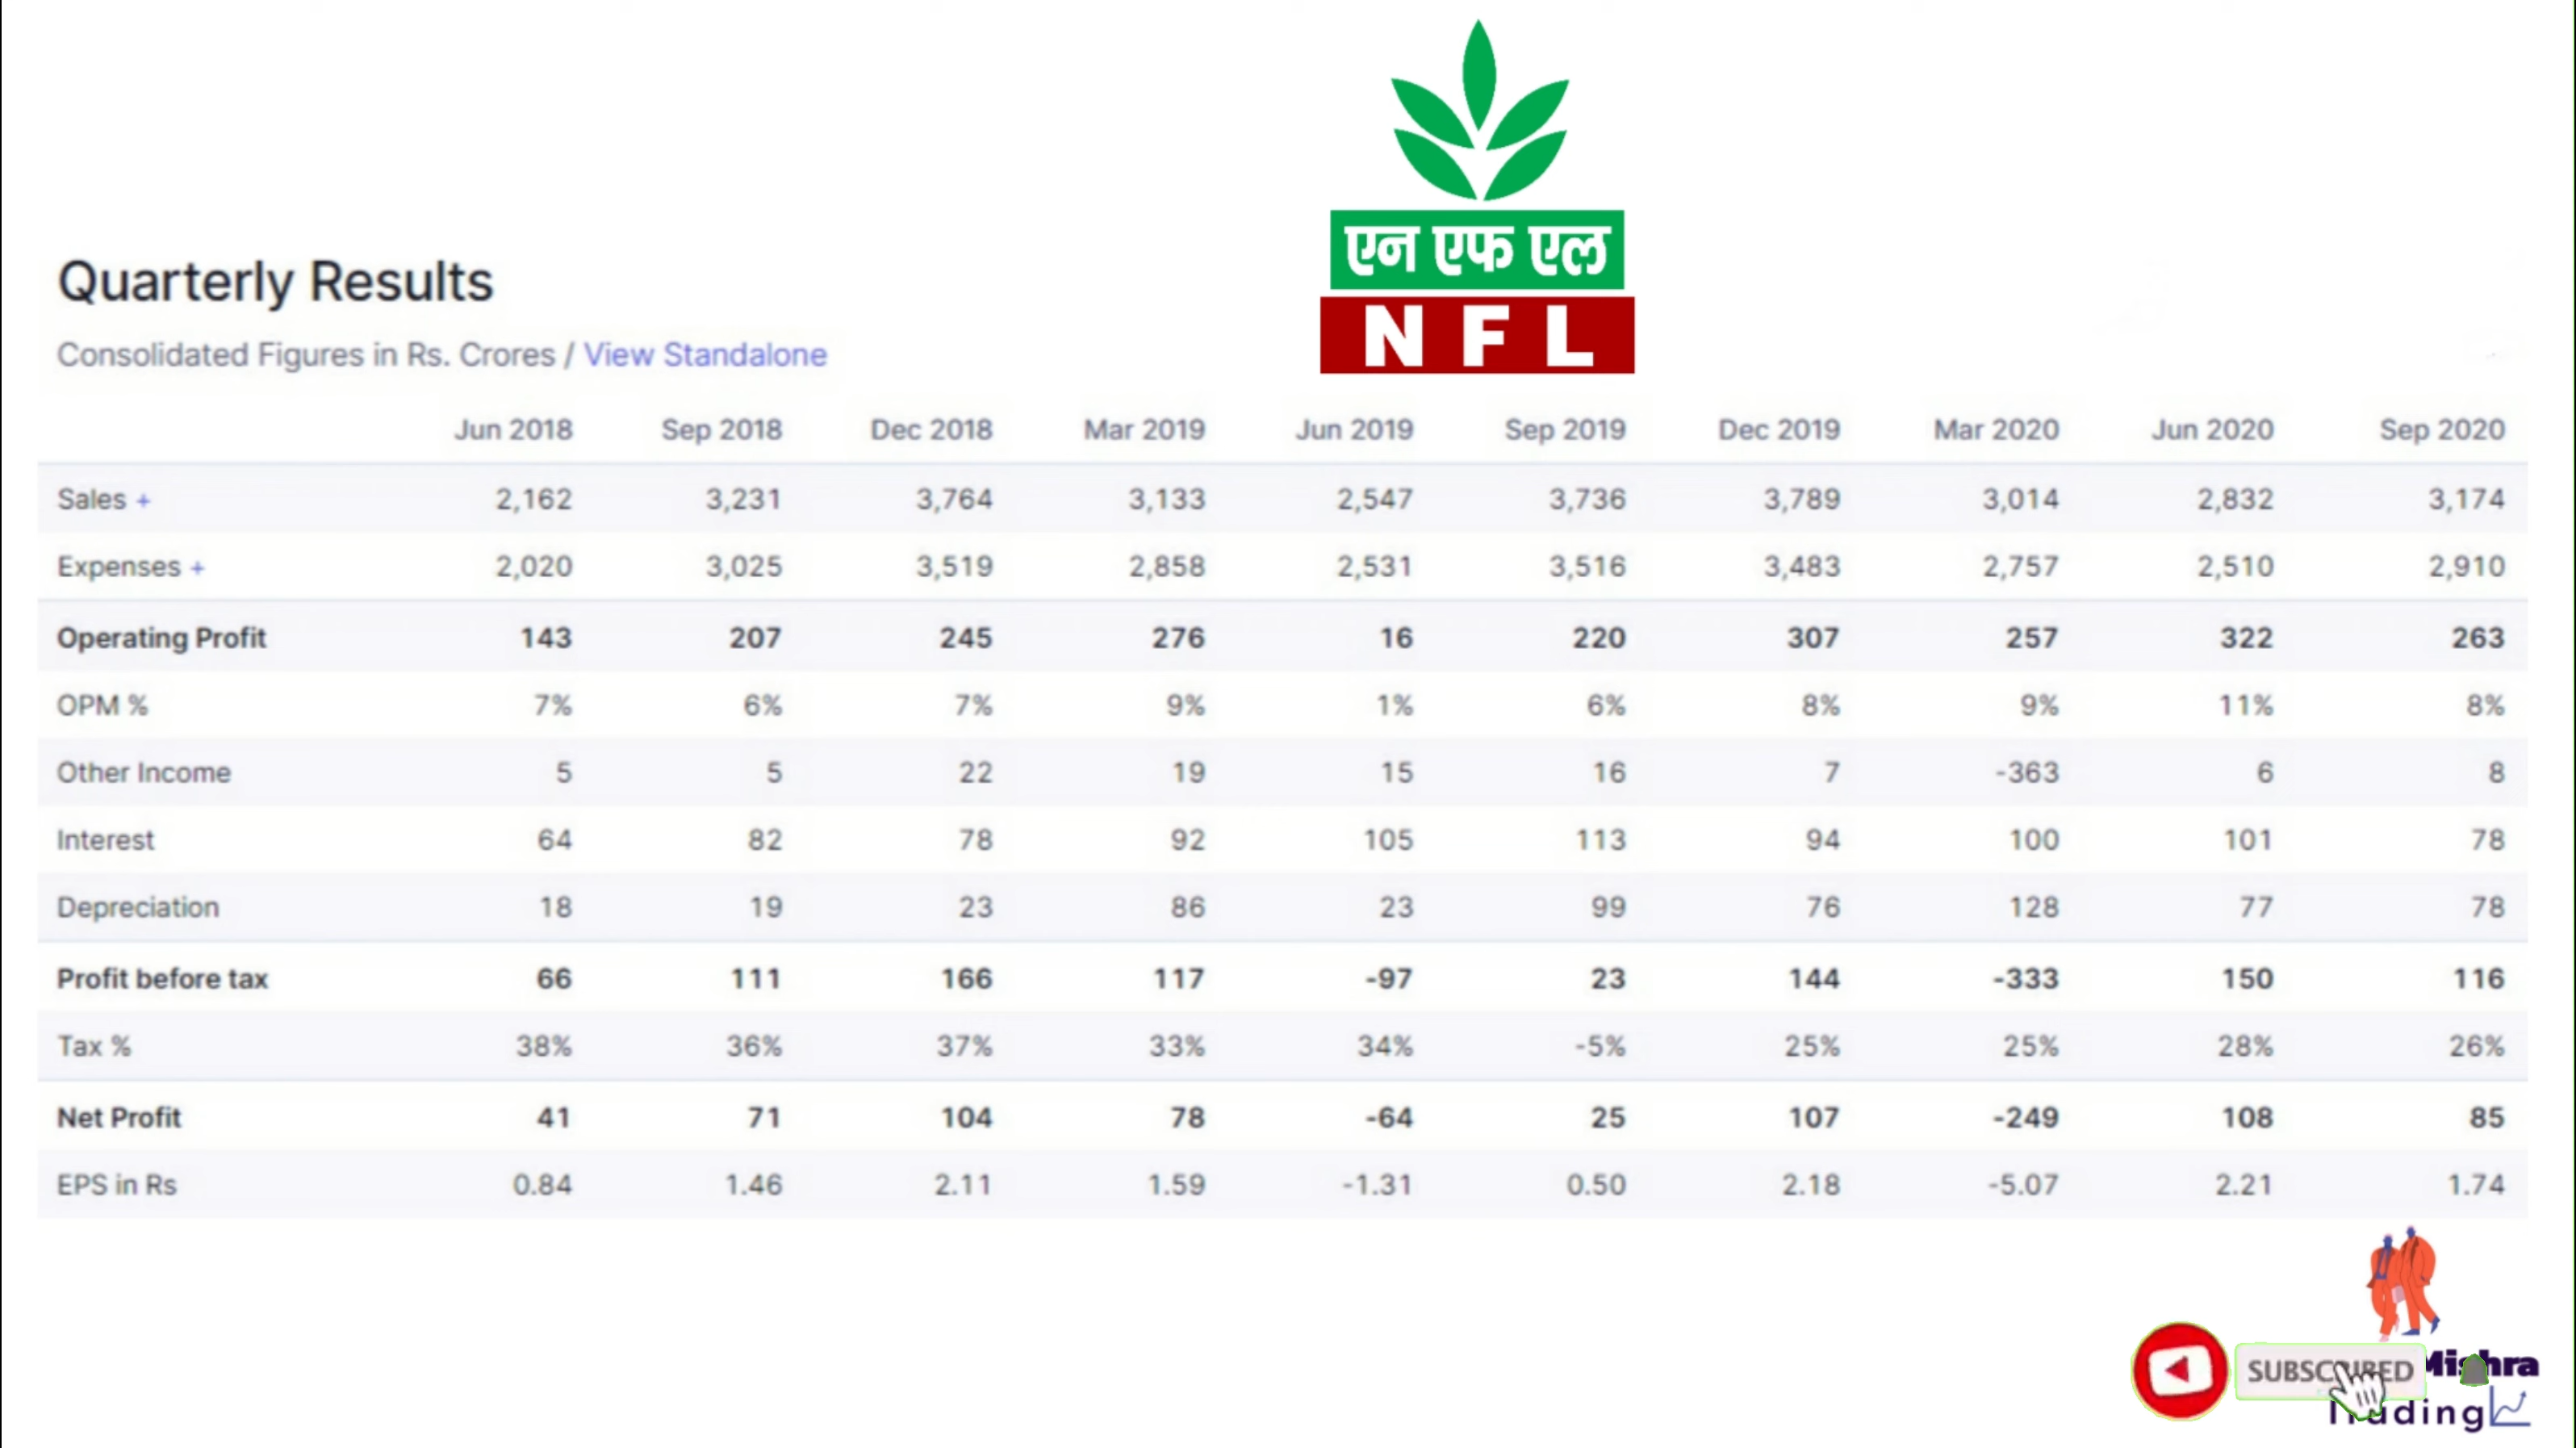 एन एफ एल
N F L
Quarterly Results
Consolidated Figures in Rs. Crores / View Standalone
Jun 2018 Sep 2018 Dec 2018 Mar 2019 Jun 2019 Sep 2019 Dec 2019 Mar 2020 Jun 2020 Sep 2020
Sales + 2,162 3,231 3,764 3,133 2,547 3,736 3,789 3,014 2,832 3,174
Expenses + 2,020 3,025 3,519 2,858 2,531 3,516 3,483 2,757 2,510 2,910
Operating Profit 143 207 245 276 16 220 307 257 322 263
OPM % 7% 6% 7% 9% 1% 6% 8% 9% 11% 8%
Other Income 5 5 22 19 15 16 7 -363 6 8
Interest 64 82 78 92 105 113 94 100 101 78
Depreciation 18 19 23 86 23 99 76 128 77 78
Profit before tax 66 111 166 117 -97 23 144 -333 150 116
Tax % 38% 36% 37% 33% 34% -5% 25% 25% 28% 26%
Net Profit 41 71 104 78 -64 25 107 -249 108 85
EPS in Rs 0.84 1.46 2.11 1.59 -1.31 0.50 2.18 -5.07 2.21 1.74
SUBSCRIBED Mishra
Trading